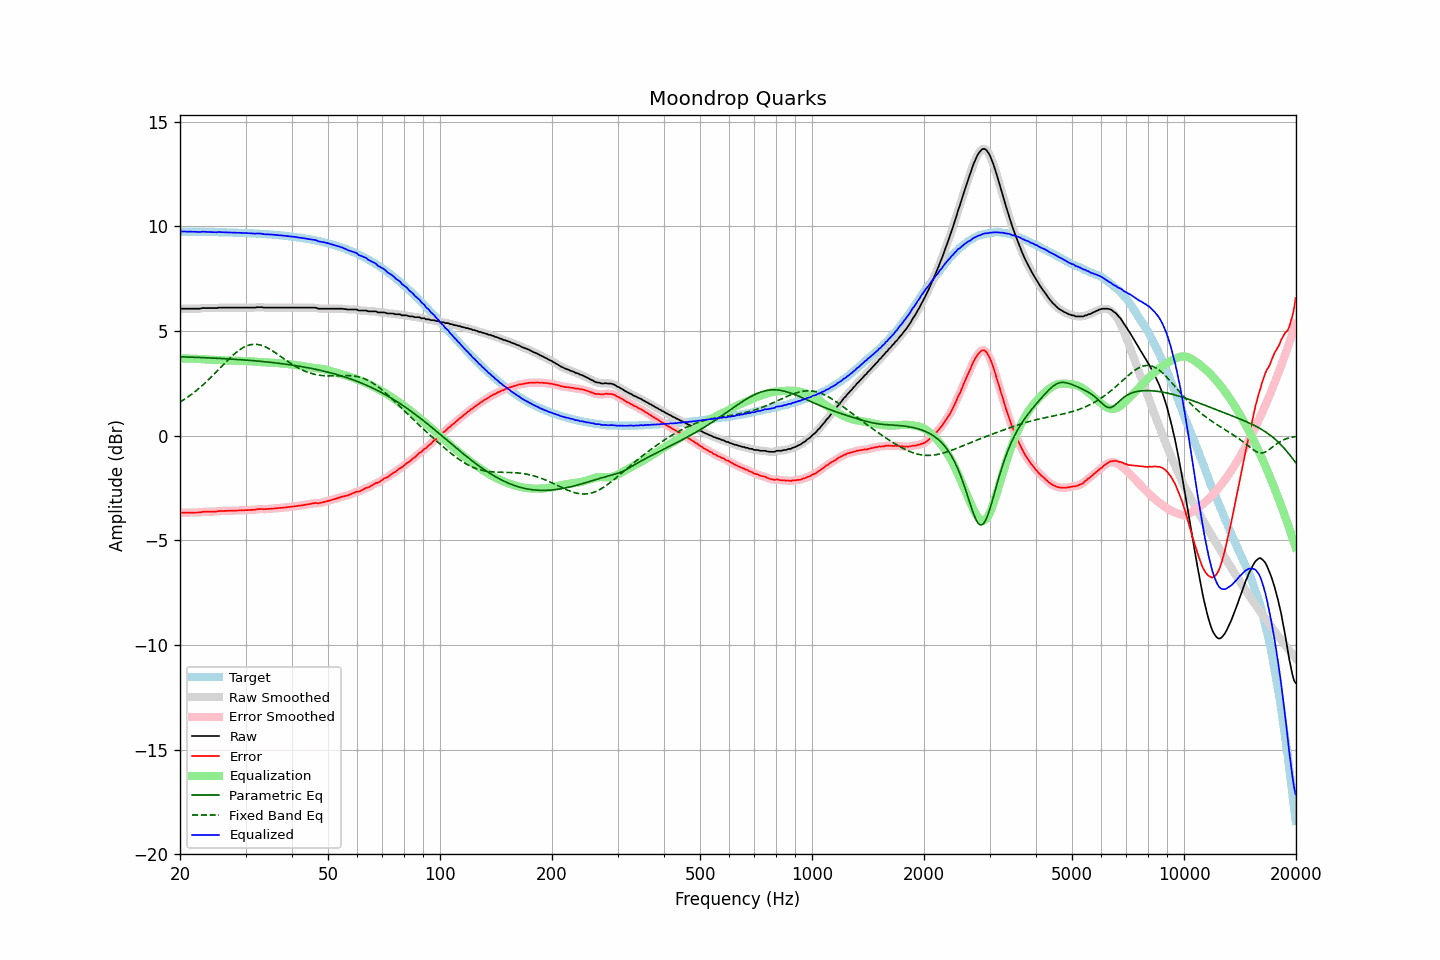 Moondrop Quarks
15
10
5
0
−5
−10
−15
−20
Amplitude (dBr)
Target
Raw Smoothed
Error Smoothed
Raw
Error
Equalization
Parametric Eq
Fixed Band Eq
Equalized
20 50 100 200 500 1000 2000 5000 10000 20000
Frequency (Hz)